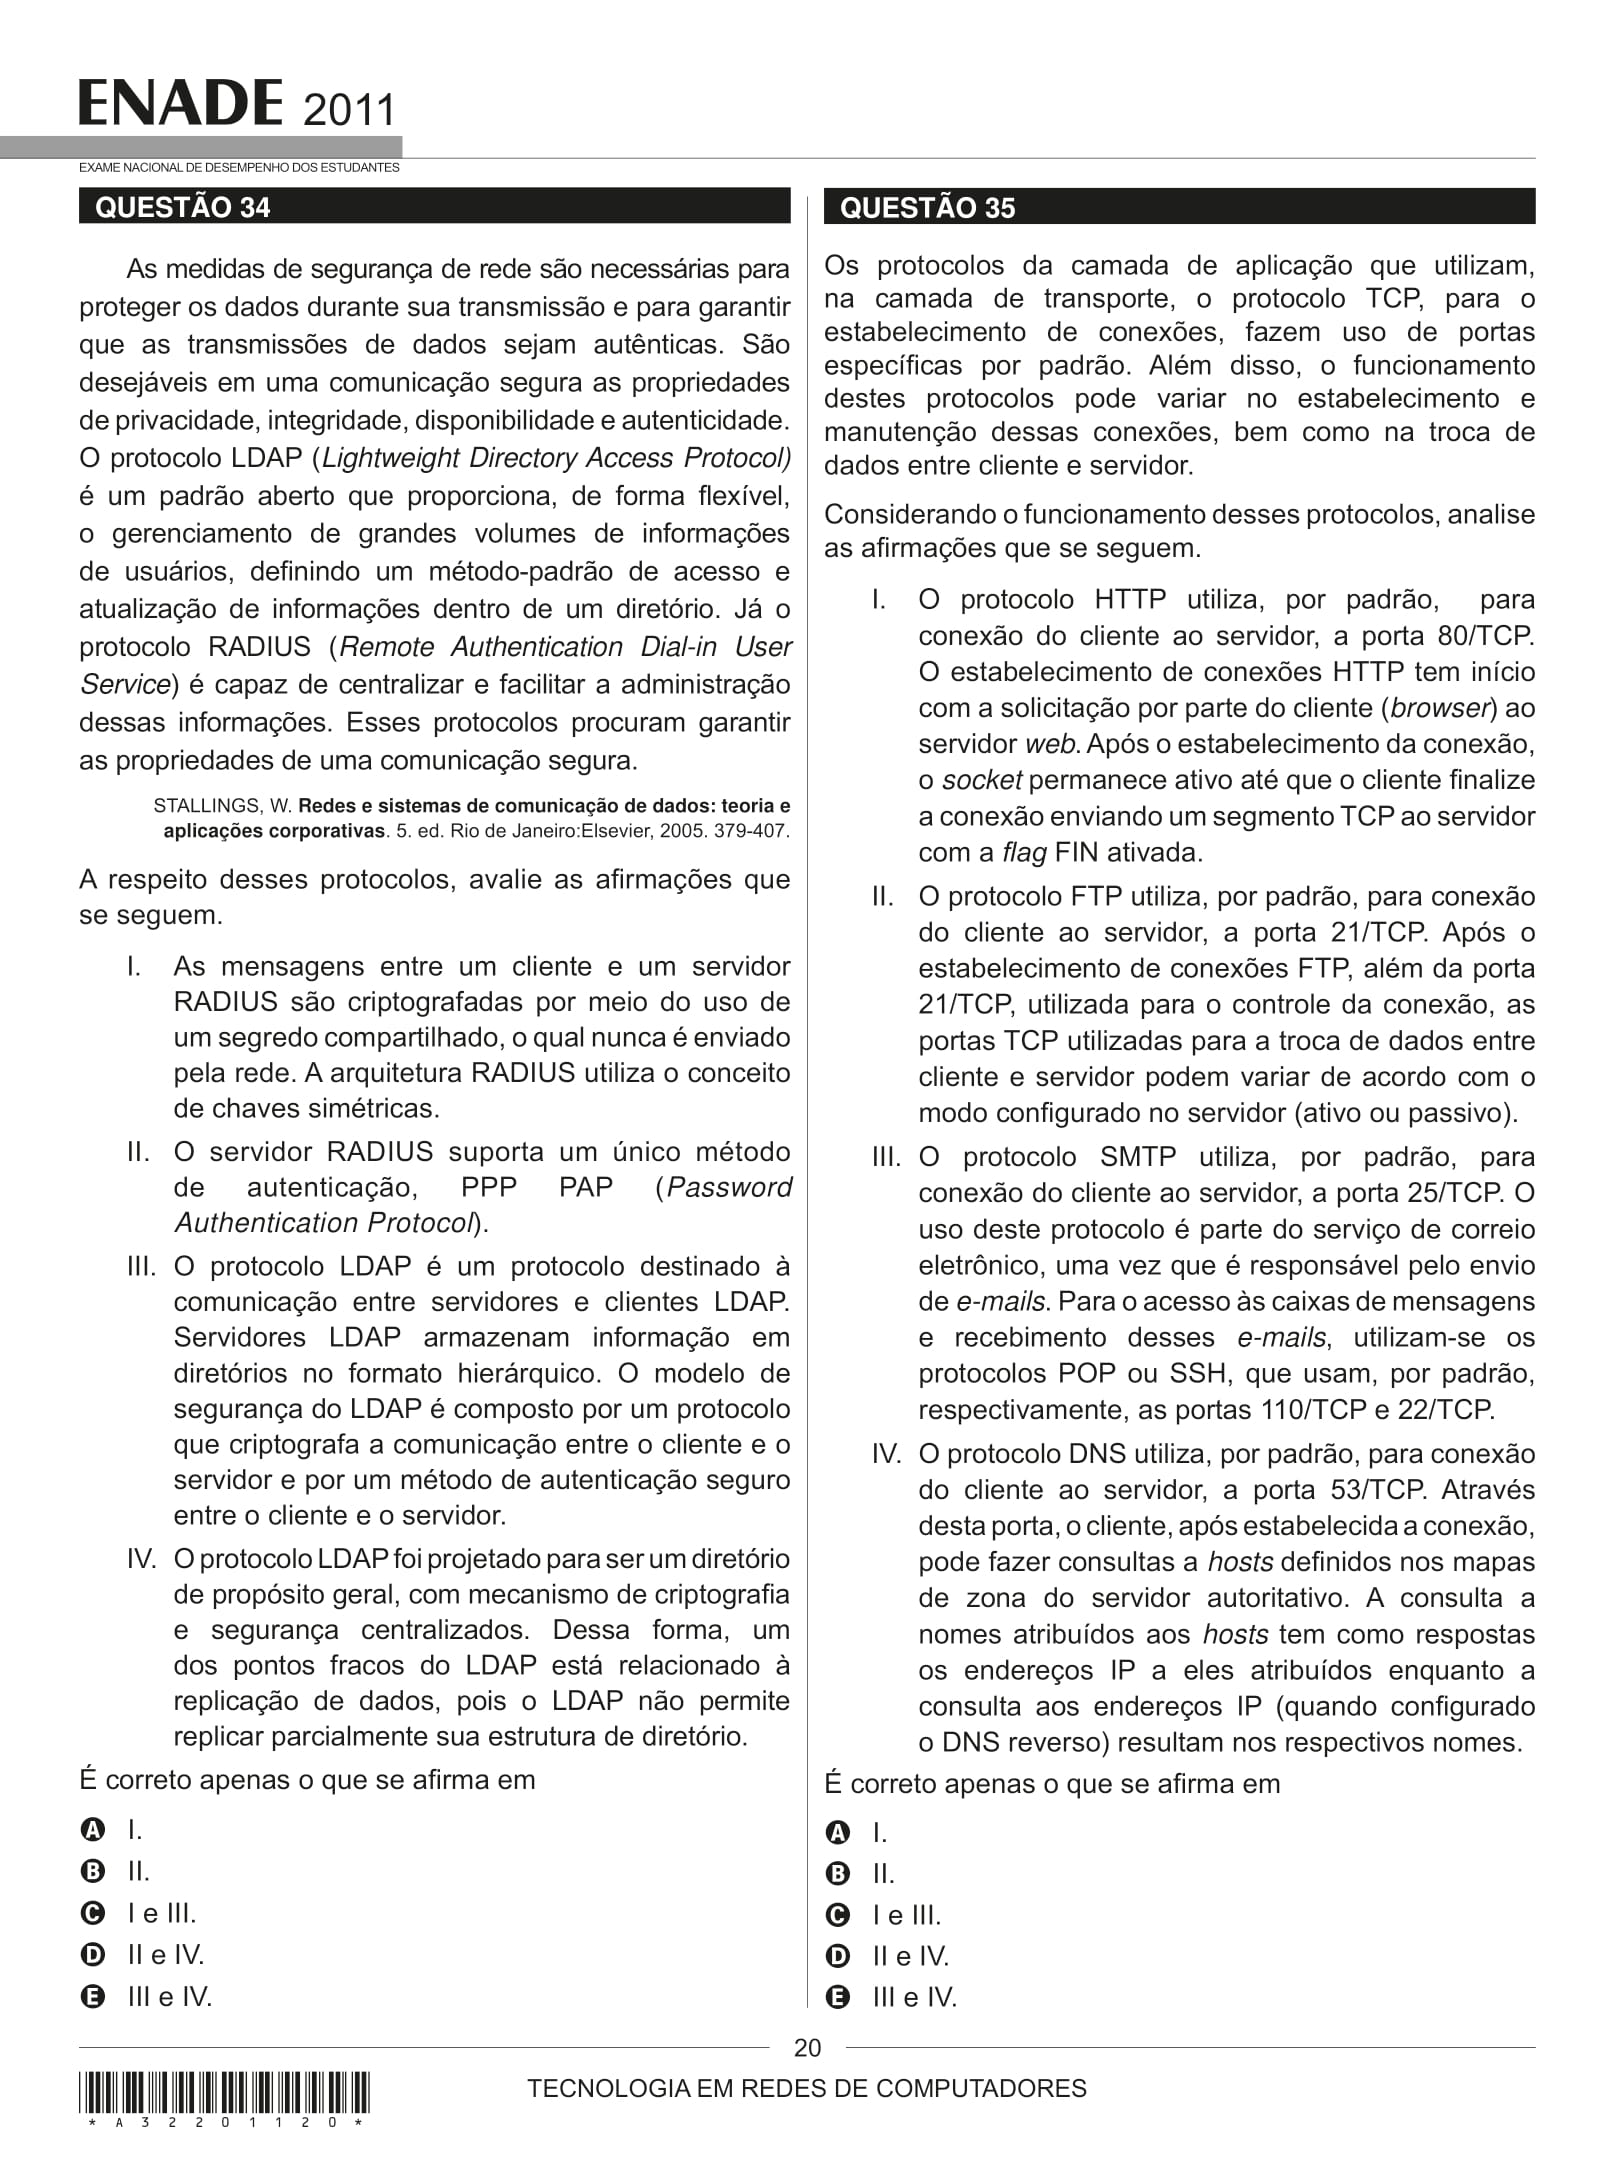 ENADE 2011
EXAME NACIONAL DE DESEMPENHO DOS ESTUDANTES
QUESTÃO 34
As medidas de segurança de rede são necessárias para
proteger os dados durante sua transmissão e para garantir
que as transmissões de dados sejam autênticas. São
desejáveis em uma comunicação segura as propriedades
de privacidade, integridade, disponibilidade e autenticidade.
O protocolo LDAP (Lightweight Directory Access Protocol)
é um padrão aberto que proporciona, de forma flexível,
o gerenciamento de grandes volumes de informações
de usuários, definindo um método-padrão de acesso e
atualização de informações dentro de um diretório. Já o
protocolo RADIUS (Remote Authentication Dial-in User
Service) é capaz de centralizar e facilitar a administração
dessas informações. Esses protocolos procuram garantir
as propriedades de uma comunicação segura.
STALLINGS, W. Redes e sistemas de comunicação de dados: teoria e
aplicações corporativas. 5. ed. Rio de Janeiro:Elsevier, 2005. 379-407.
A respeito desses protocolos, avalie as afirmações que
se seguem.
I. As mensagens entre um cliente e um servidor
RADIUS são criptografadas por meio do uso de
um segredo compartilhado, o qual nunca é enviado
pela rede. A arquitetura RADIUS utiliza o conceito
de chaves simétricas.
II. O servidor RADIUS suporta um único método
de autenticação, PPP PAP (Password
Authentication Protocol).
III. O protocolo LDAP é um protocolo destinado à
comunicação entre servidores e clientes LDAP.
Servidores LDAP armazenam informação em
diretórios no formato hierárquico. O modelo de
segurança do LDAP é composto por um protocolo
que criptografa a comunicação entre o cliente e o
servidor e por um método de autenticação seguro
entre o cliente e o servidor.
IV. O protocolo LDAP foi projetado para ser um diretório
de propósito geral, com mecanismo de criptografia
e segurança centralizados. Dessa forma, um
dos pontos fracos do LDAP está relacionado à
replicação de dados, pois o LDAP não permite
replicar parcialmente sua estrutura de diretório.
É correto apenas o que se afirma em
A I.
B II.
C I e III.
D II e IV.
E III e IV.
QUESTÃO 35
Os protocolos da camada de aplicação que utilizam,
na camada de transporte, o protocolo TCP, para o
estabelecimento de conexões, fazem uso de portas
específicas por padrão. Além disso, o funcionamento
destes protocolos pode variar no estabelecimento e
manutenção dessas conexões, bem como na troca de
dados entre cliente e servidor.
Considerando o funcionamento desses protocolos, analise
as afirmações que se seguem.
I. O protocolo HTTP utiliza, por padrão, para
conexão do cliente ao servidor, a porta 80/TCP.
O estabelecimento de conexões HTTP tem início
com a solicitação por parte do cliente (browser) ao
servidor web. Após o estabelecimento da conexão,
o socket permanece ativo até que o cliente finalize
a conexão enviando um segmento TCP ao servidor
com a flag FIN ativada.
II. O protocolo FTP utiliza, por padrão, para conexão
do cliente ao servidor, a porta 21/TCP. Após o
estabelecimento de conexões FTP, além da porta
21/TCP, utilizada para o controle da conexão, as
portas TCP utilizadas para a troca de dados entre
cliente e servidor podem variar de acordo com o
modo configurado no servidor (ativo ou passivo).
III. O protocolo SMTP utiliza, por padrão, para
conexão do cliente ao servidor, a porta 25/TCP. O
uso deste protocolo é parte do serviço de correio
eletrônico, uma vez que é responsável pelo envio
de e-mails. Para o acesso às caixas de mensagens
e recebimento desses e-mails, utilizam-se os
protocolos POP ou SSH, que usam, por padrão,
respectivamente, as portas 110/TCP e 22/TCP.
IV. O protocolo DNS utiliza, por padrão, para conexão
do cliente ao servidor, a porta 53/TCP. Através
desta porta, o cliente, após estabelecida a conexão,
pode fazer consultas a hosts definidos nos mapas
de zona do servidor autoritativo. A consulta a
nomes atribuídos aos hosts tem como respostas
os endereços IP a eles atribuídos enquanto a
consulta aos endereços IP (quando configurado
o DNS reverso) resultam nos respectivos nomes.
É correto apenas o que se afirma em
A I.
B II.
C I e III.
D II e IV.
E III e IV.
20
TECNOLOGIA EM REDES DE COMPUTADORES
* A 3 2 2 0 1 1 2 0 *